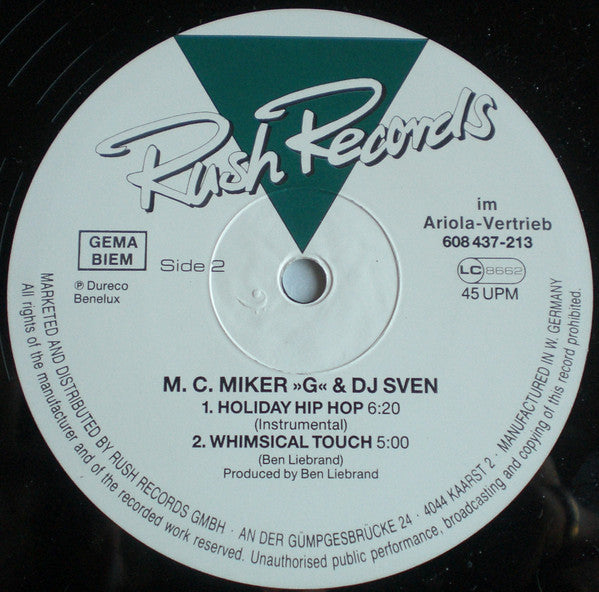 Rush Records
GEMA
BIEM
Side 2
℗ Dureco
Benelux
im
Ariola-Vertrieb
608 437-213
LC 8662
45 UPM
M. C. MIKER »G« & DJ SVEN
1. HOLIDAY HIP HOP 6:20
(Instrumental)
2. WHIMSICAL TOUCH 5:00
(Ben Liebrand)
Produced by Ben Liebrand
MARKETED AND DISTRIBUTED BY RUSH RECORDS GMBH · AN DER GÜMPGESBRÜCKE 24 · 4044 KAARST 2 · MANUFACTURED IN W. GERMANY
All rights of the manufacturer and of the recorded work reserved. Unauthorised public performance, broadcasting and copying of this record prohibited.